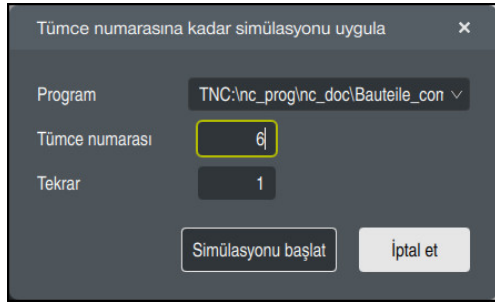 Tümce numarasına kadar simülasyonu uygula
Program TNC:\nc_prog\nc_doc\Bauteile_con
Tümce numarası 6
Tekrar 1
Simülasyonu başlat İptal et